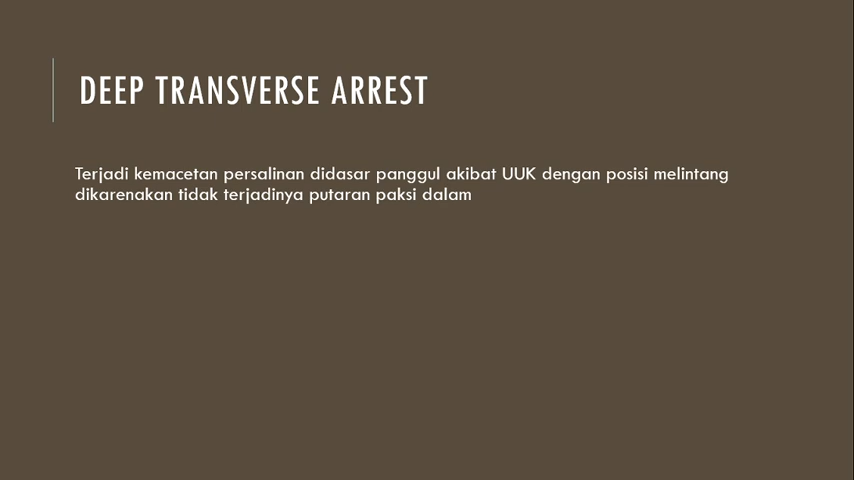 DEEP TRANSVERSE ARREST
Terjadi kemacetan persalinan didasar panggul akibat UUK dengan posisi melintang
dikarenakan tidak terjadinya putaran paksi dalam